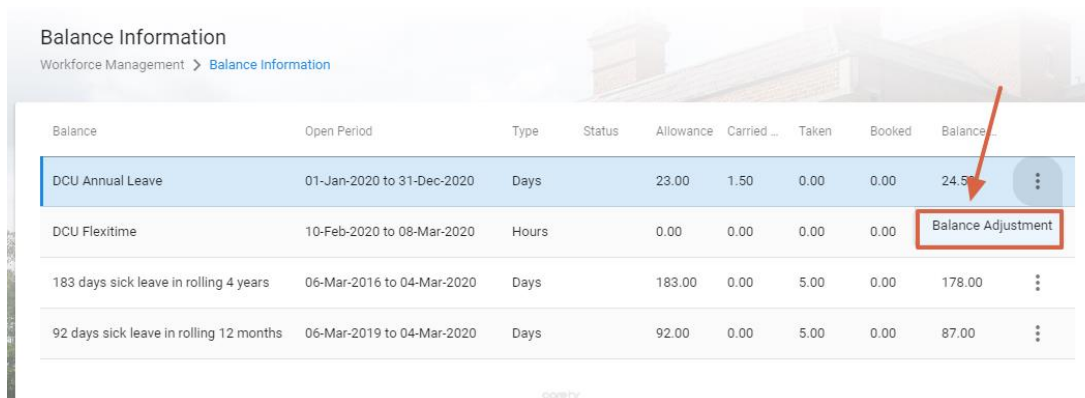 Balance Information
Workforce Management > Balance Information
Balance Open Period Type Status Allowance Carried ... Taken Booked Balance ...
DCU Annual Leave 01-Jan-2020 to 31-Dec-2020 Days 23.00 1.50 0.00 0.00
DCU Flexitime 10-Feb-2020 to 08-Mar-2020 Hours 0.00 0.00 0.00 0.00 Balance Adjustment
183 days sick leave in rolling 4 years 06-Mar-2016 to 04-Mar-2020 Days 183.00 0.00 5.00 0.00 178.00
92 days sick leave in rolling 12 months 06-Mar-2019 to 04-Mar-2020 Days 92.00 0.00 5.00 0.00 87.00